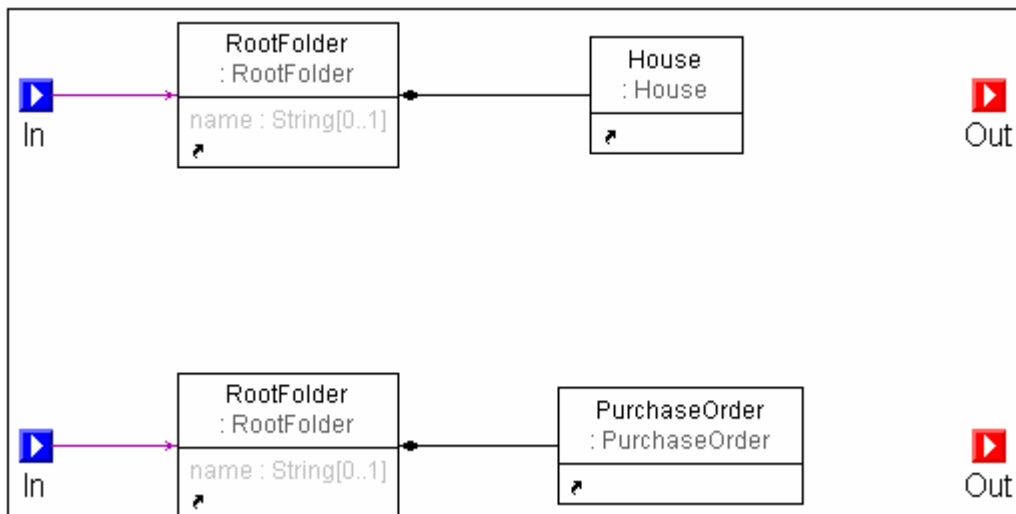 RootFolder
: RootFolder
name : String[0..1]
House
: House
In
Out
RootFolder
: RootFolder
name : String[0..1]
PurchaseOrder
: PurchaseOrder
In
Out